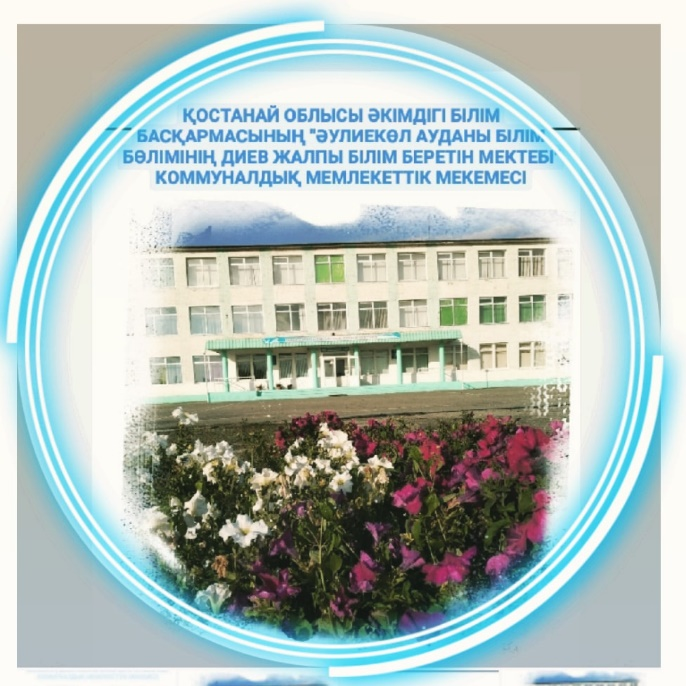 ҚОСТАНАЙ ОБЛЫСЫ ӘКІМДІГІ БІЛІМ
БАСҚАРМАСЫНЫҢ "ӘУЛИЕКӨЛ АУДАНЫ БІЛІМ
БӨЛІМІНІҢ ДИЕВ ЖАЛПЫ БІЛІМ БЕРЕТІН МЕКТЕБІ"
КОММУНАЛДЫҚ МЕМЛЕКЕТТІК МЕКЕМЕСІ